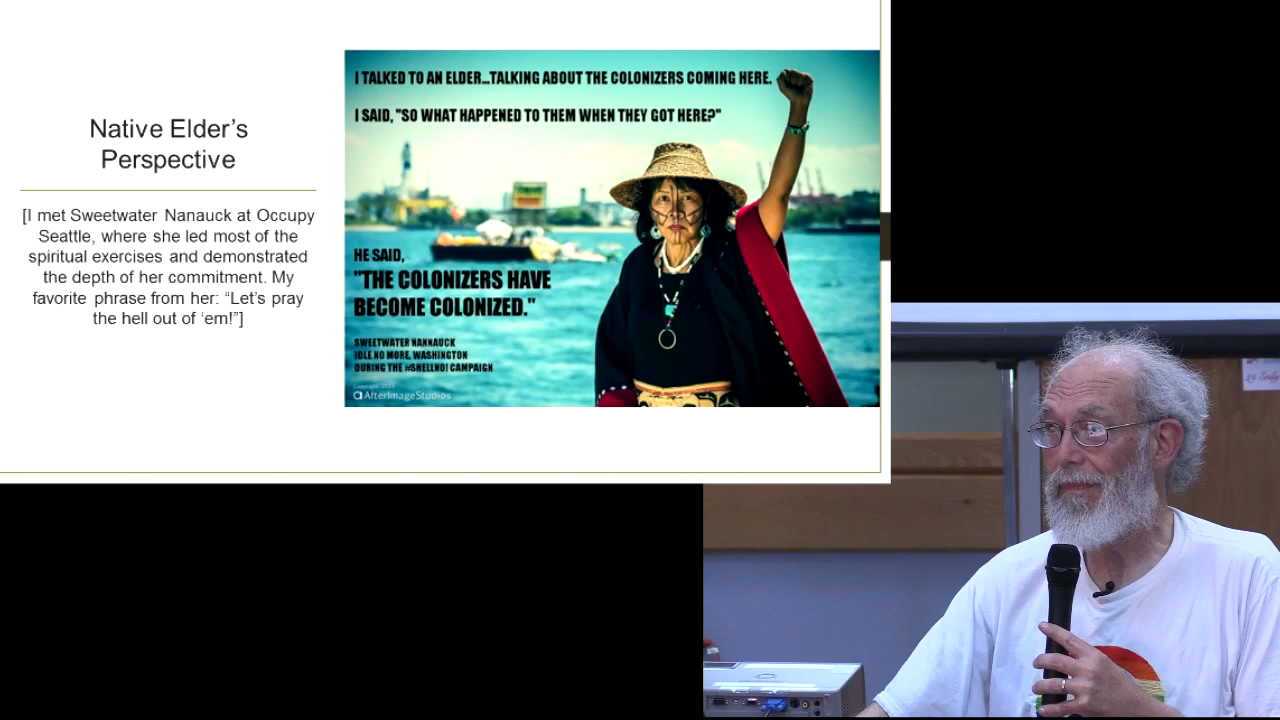 Native Elder’s
Perspective
[I met Sweetwater Nanauck at Occupy
Seattle, where she led most of the
spiritual exercises and demonstrated
the depth of her commitment. My
favorite phrase from her: “Let’s pray
the hell out of ‘em!”]
I TALKED TO AN ELDER...TALKING ABOUT THE COLONIZERS COMING HERE.
I SAID, "SO WHAT HAPPENED TO THEM WHEN THEY GOT HERE?"
HE SAID,
"THE COLONIZERS HAVE
BECOME COLONIZED."
SWEETWATER NANNAUCK
IDLE NO MORE, WASHINGTON
DURING THE #SHELLNO! CAMPAIGN
AfterImageStudios